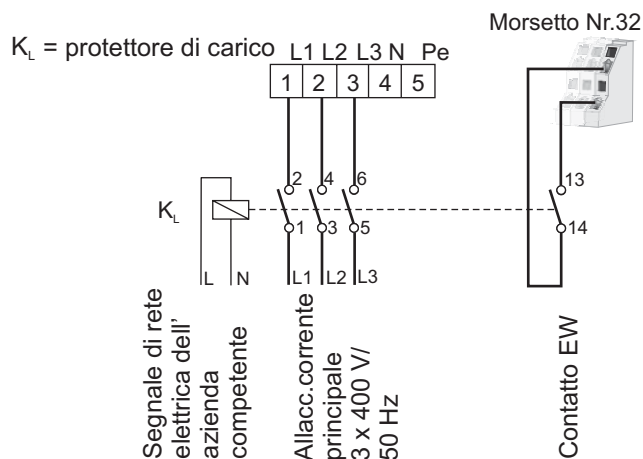 Morsetto Nr.32
K_L = protettore di carico L1 L2 L3 N Pe
1 2 3 4 5
2 4 6 13
K_L
1 3 5 14
L N L1 L2 L3
Segnale di rete
elettrica dell'
azienda
competente
Allacc.corrente
principale
3 x 400 V/
50 Hz
Contatto EW